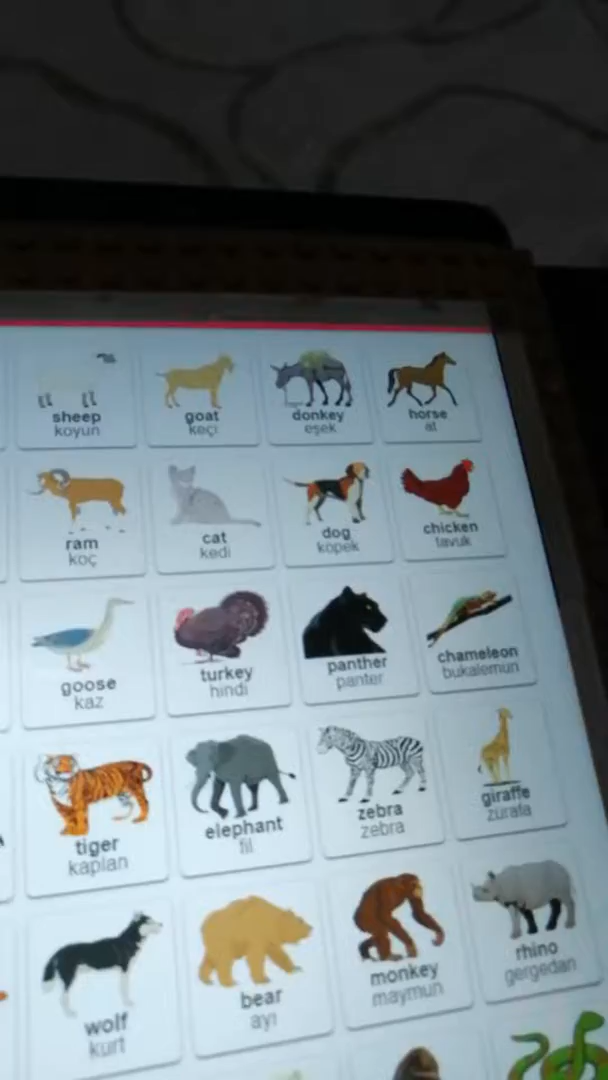 sheep
koyun
goat
keçi
donkey
eşek
horse
at
ram
koç
cat
kedi
dog
köpek
chicken
tavuk
goose
kaz
turkey
hindi
panther
panter
chameleon
bukalemun
tiger
kaplan
elephant
fil
zebra
zebra
giraffe
zürafa
wolf
kurt
bear
ayı
monkey
maymun
rhino
gergedan